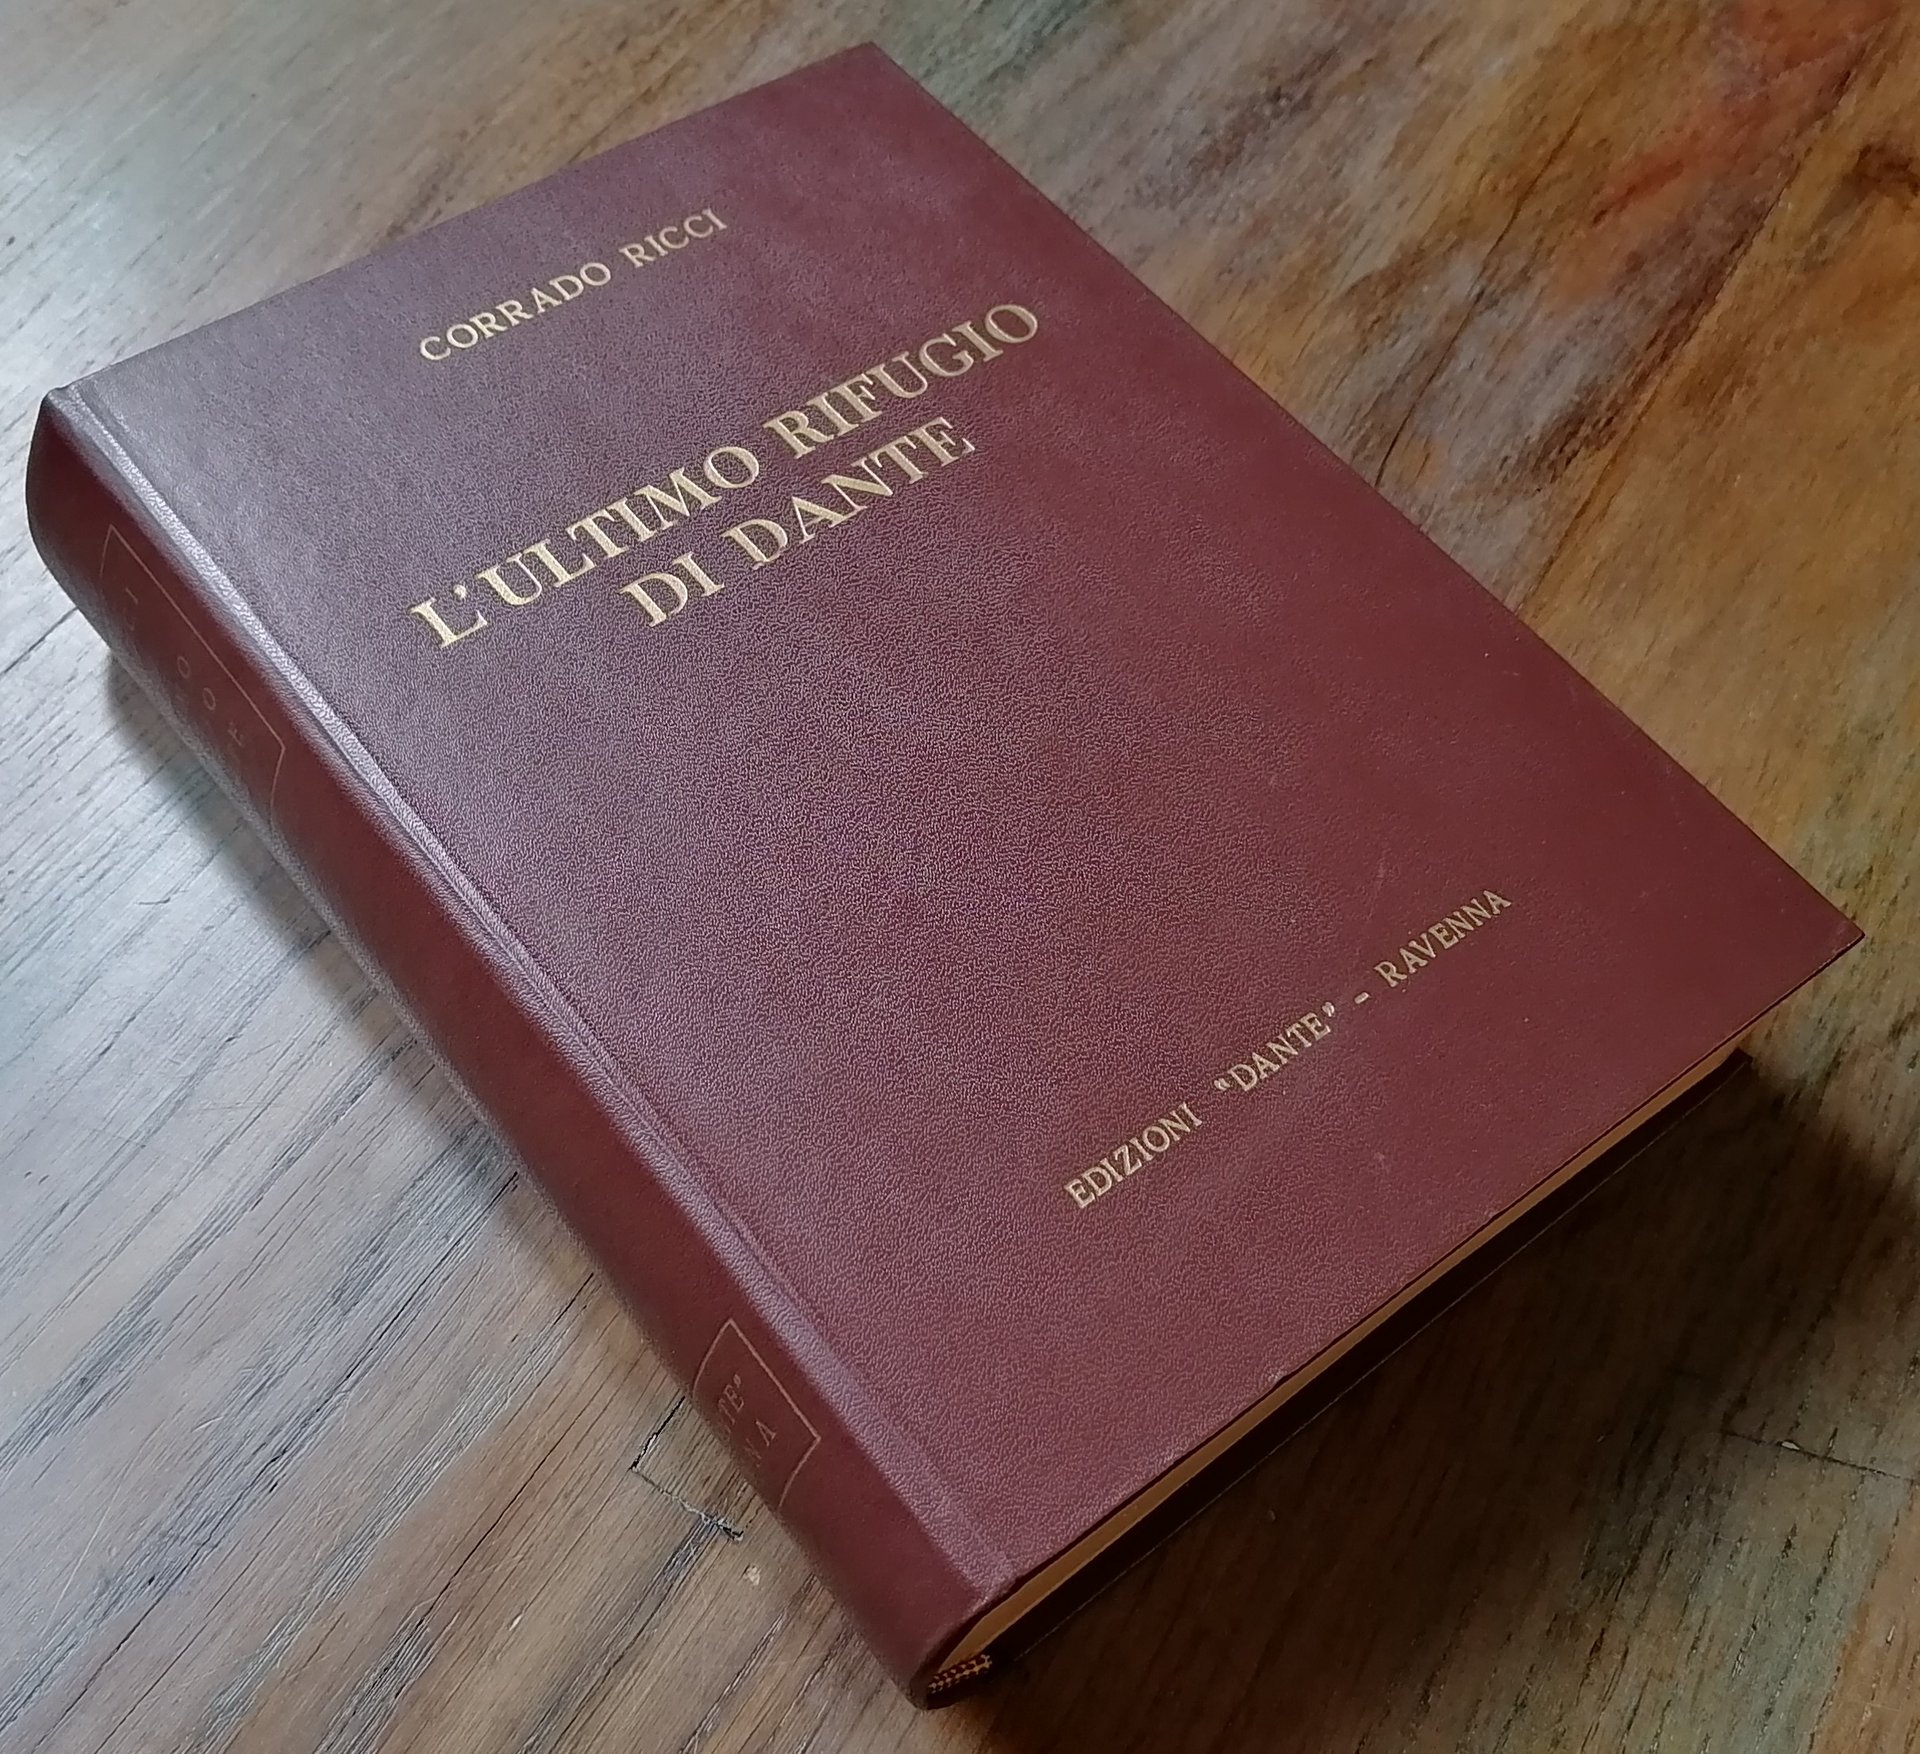 CORRADO RICCI
L'ULTIMO RIFUGIO
DI DANTE
EDIZIONI "DANTE" - RAVENNA